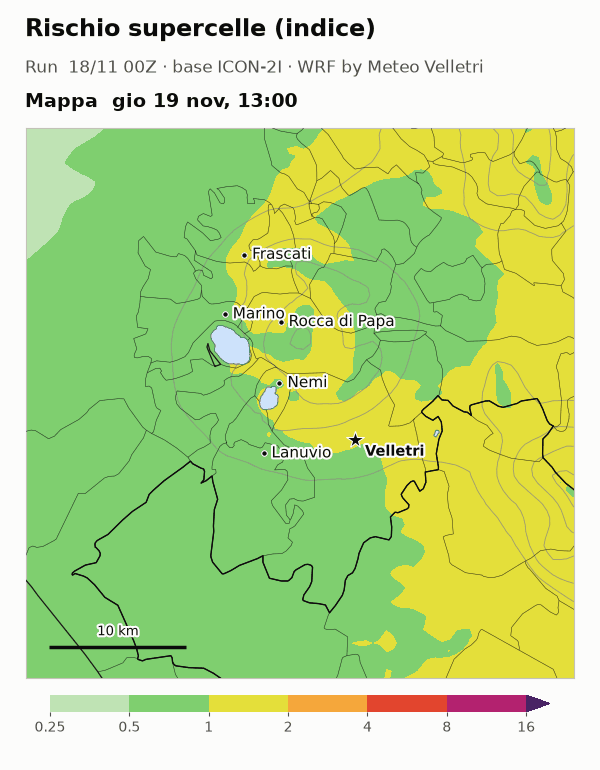 Rischio supercelle (indice)
Run  18/11 00Z · base ICON-2I · WRF by Meteo Velletri
Mappa  gio 19 nov, 13:00
Frascati
Marino
Rocca di Papa
Nemi
Velletri
Lanuvio
10 km
0.25 0.5 1 2 4 8 16